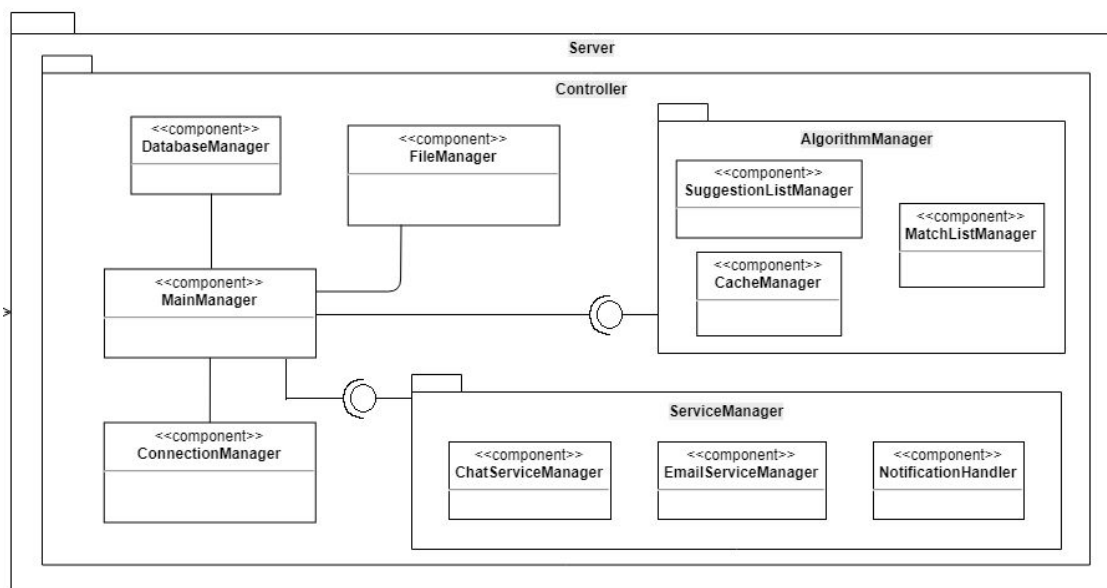 Server
Controller
<<component>>
DatabaseManager
<<component>>
FileManager
AlgorithmManager
<<component>>
SuggestionListManager
<<component>>
MatchListManager
<<component>>
CacheManager
<<component>>
MainManager
ServiceManager
<<component>>
ConnectionManager
<<component>>
ChatServiceManager
<<component>>
EmailServiceManager
<<component>>
NotificationHandler